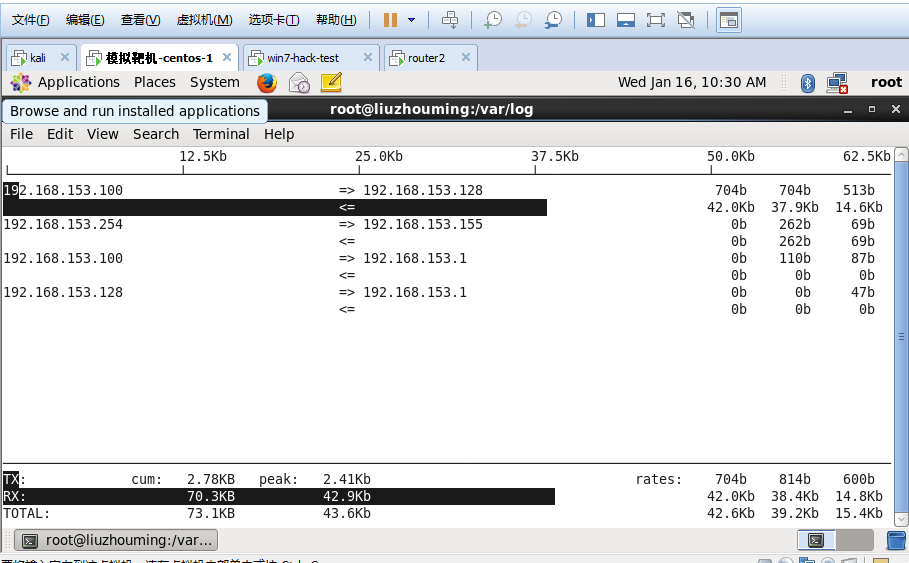 文件(F) 编辑(E) 查看(V) 虚拟机(M) 选项卡(T) 帮助(H)
kali 模拟靶机-centos-1 win7-hack-test router2
Applications Places System Wed Jan 16, 10:30 AM root
Browse and run installed applications root@liuzhouming:/var/log
File Edit View Search Terminal Help
12.5Kb 25.0Kb 37.5Kb 50.0Kb 62.5Kb
192.168.153.100 => 192.168.153.128 704b 704b 513b
<= 42.0Kb 37.9Kb 14.6Kb
192.168.153.254 => 192.168.153.155 0b 262b 69b
<= 0b 262b 69b
192.168.153.100 => 192.168.153.1 0b 110b 87b
<= 0b 0b 0b
192.168.153.128 => 192.168.153.1 0b 0b 47b
<= 0b 0b 0b
TX: cum: 2.78KB peak: 2.41Kb rates: 704b 814b 600b
RX: 70.3KB 42.9Kb 42.0Kb 38.4Kb 14.8Kb
TOTAL: 73.1KB 43.6Kb 42.6Kb 39.2Kb 15.4Kb
root@liuzhouming:/var...